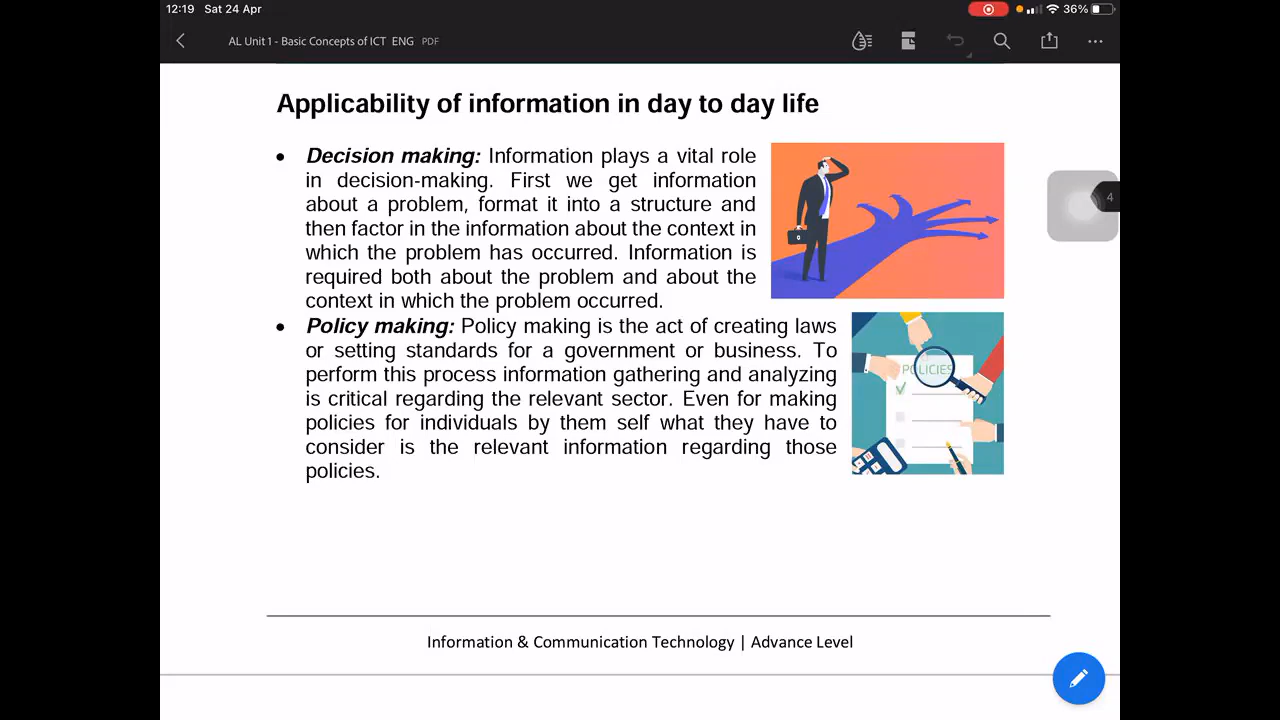 12:19 Sat 24 Apr 36%
AL Unit 1 - Basic Concepts of ICT ENG PDF
Applicability of information in day to day life
• Decision making: Information plays a vital role
in decision-making. First we get information
about a problem, format it into a structure and
then factor in the information about the context in
which the problem has occurred. Information is
required both about the problem and about the
context in which the problem occurred.
4
• Policy making: Policy making is the act of creating laws
or setting standards for a government or business. To
perform this process information gathering and analyzing
is critical regarding the relevant sector. Even for making
policies for individuals by them self what they have to
consider is the relevant information regarding those
policies.
POLICIES
Information & Communication Technology | Advance Level